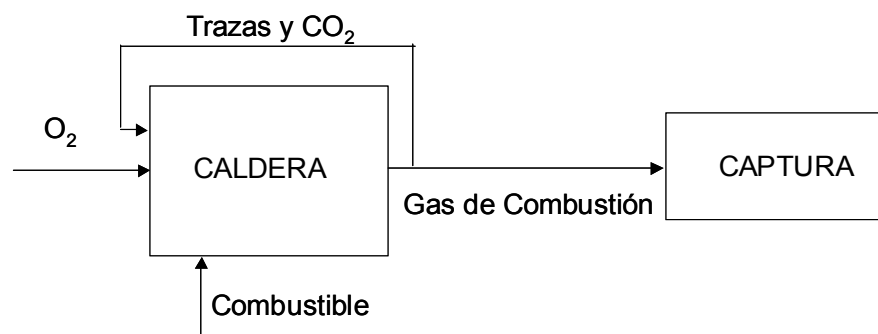 Trazas y CO₂
O₂
CALDERA
CAPTURA
Gas de Combustión
Combustible